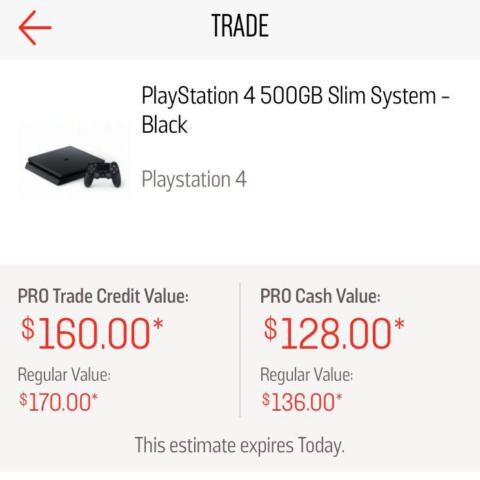 TRADE
PlayStation 4 500GB Slim System -
Black
Playstation 4
PRO Trade Credit Value:
$160.00*
Regular Value:
$170.00*
PRO Cash Value:
$128.00*
Regular Value:
$136.00*
This estimate expires Today.